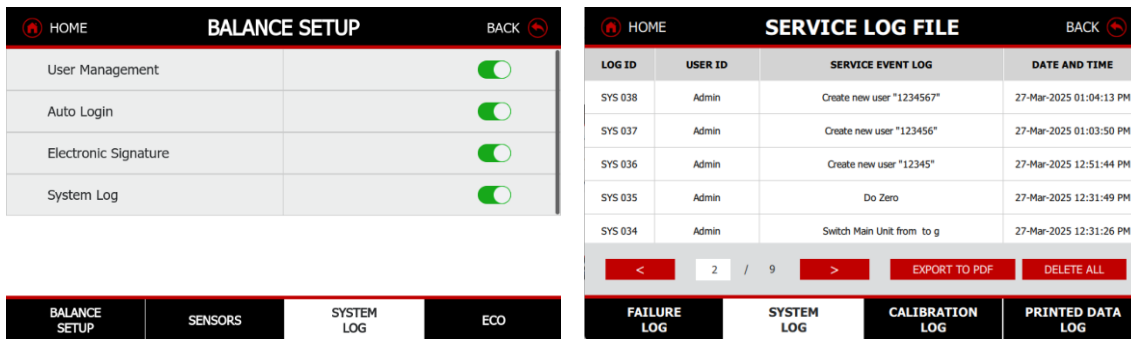 HOME BALANCE SETUP BACK
User Management
Auto Login
Electronic Signature
System Log
BALANCE SETUP SENSORS SYSTEM LOG ECO
HOME SERVICE LOG FILE BACK
LOG ID USER ID SERVICE EVENT LOG DATE AND TIME
SYS 038 Admin Create new user "1234567" 27-Mar-2025 01:04:13 PM
SYS 037 Admin Create new user "123456" 27-Mar-2025 01:03:50 PM
SYS 036 Admin Create new user "12345" 27-Mar-2025 12:51:44 PM
SYS 035 Admin Do Zero 27-Mar-2025 12:31:49 PM
SYS 034 Admin Switch Main Unit from to g 27-Mar-2025 12:31:26 PM
< 2 / 9 > EXPORT TO PDF DELETE ALL
FAILURE LOG SYSTEM LOG CALIBRATION LOG PRINTED DATA LOG